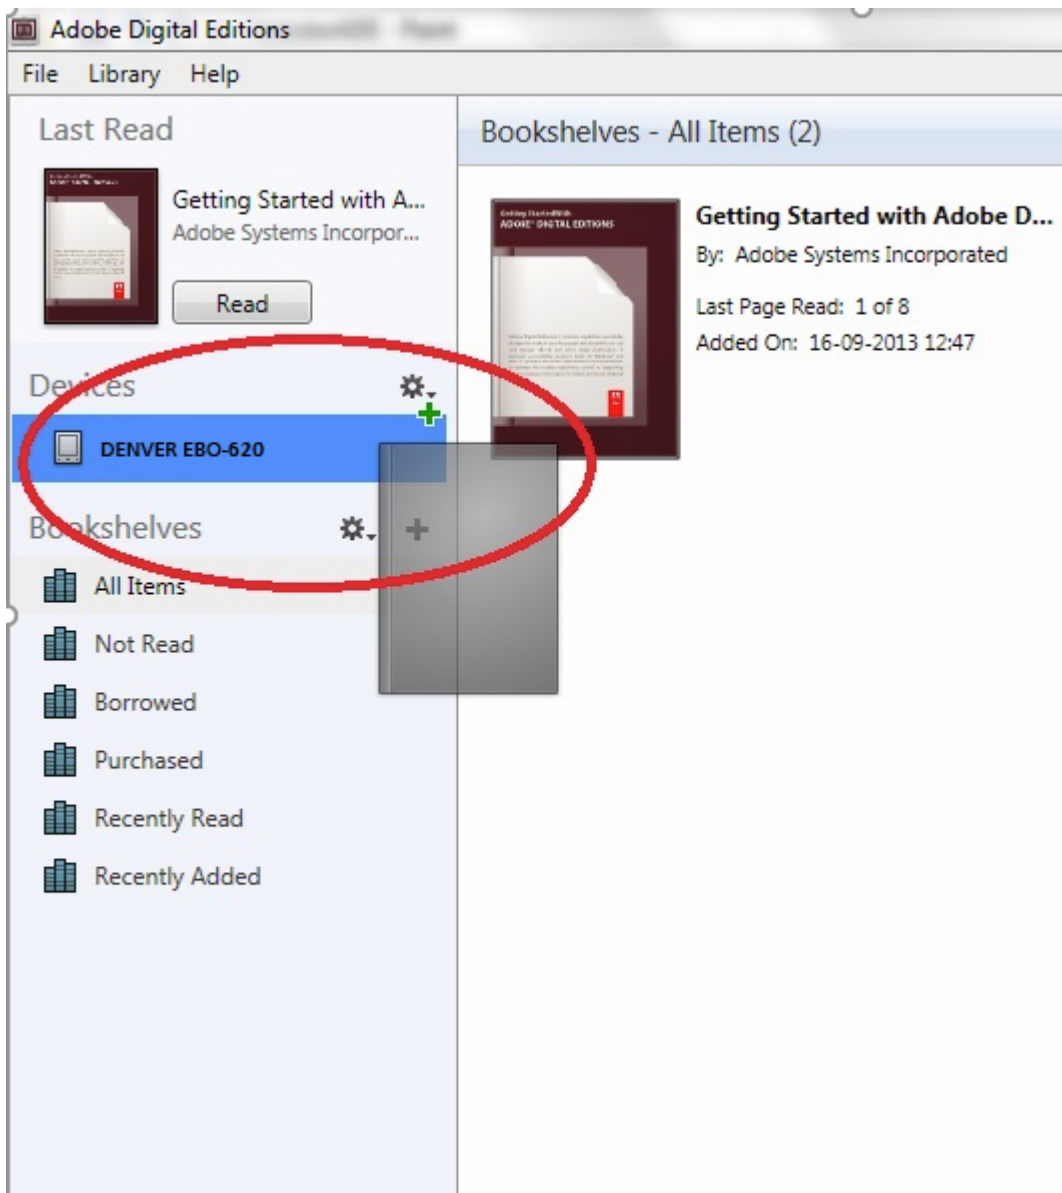 Adobe Digital Editions
File Library Help
Last Read
Getting Started with A...
Adobe Systems Incorpor...
Read
Devices
DENVER EBO-620
Bookshelves
All Items
Not Read
Borrowed
Purchased
Recently Read
Recently Added
Bookshelves - All Items (2)
Getting Started With
ADOBE® DIGITAL EDITIONS
Getting Started with Adobe D...
By: Adobe Systems Incorporated
Last Page Read: 1 of 8
Added On: 16-09-2013 12:47